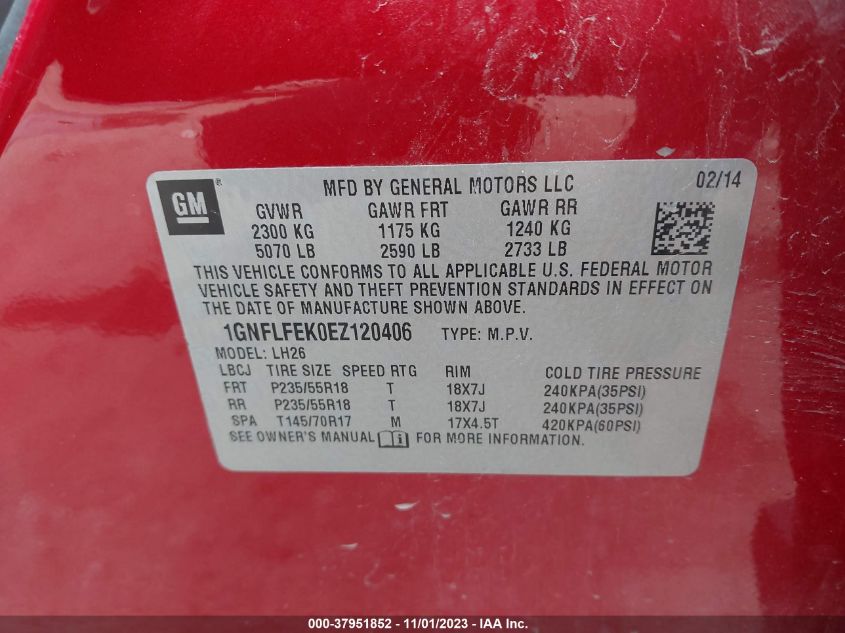 GM ®
MFD BY GENERAL MOTORS LLC 02/14
GVWR GAWR FRT GAWR RR
2300 KG 1175 KG 1240 KG
5070 LB 2590 LB 2733 LB
THIS VEHICLE CONFORMS TO ALL APPLICABLE U.S. FEDERAL MOTOR
VEHICLE SAFETY AND THEFT PREVENTION STANDARDS IN EFFECT ON
THE DATE OF MANUFACTURE SHOWN ABOVE.
1GNFLFEK0EZ120406 TYPE: M.P.V.
MODEL: LH26
LBCJ TIRE SIZE SPEED RTG RIM COLD TIRE PRESSURE
FRT P235/55R18 T 18X7J 240KPA(35PSI)
RR P235/55R18 T 18X7J 240KPA(35PSI)
SPA T145/70R17 M 17X4.5T 420KPA(60PSI)
SEE OWNER'S MANUAL FOR MORE INFORMATION.
000-37951852 - 11/01/2023 - IAA Inc.